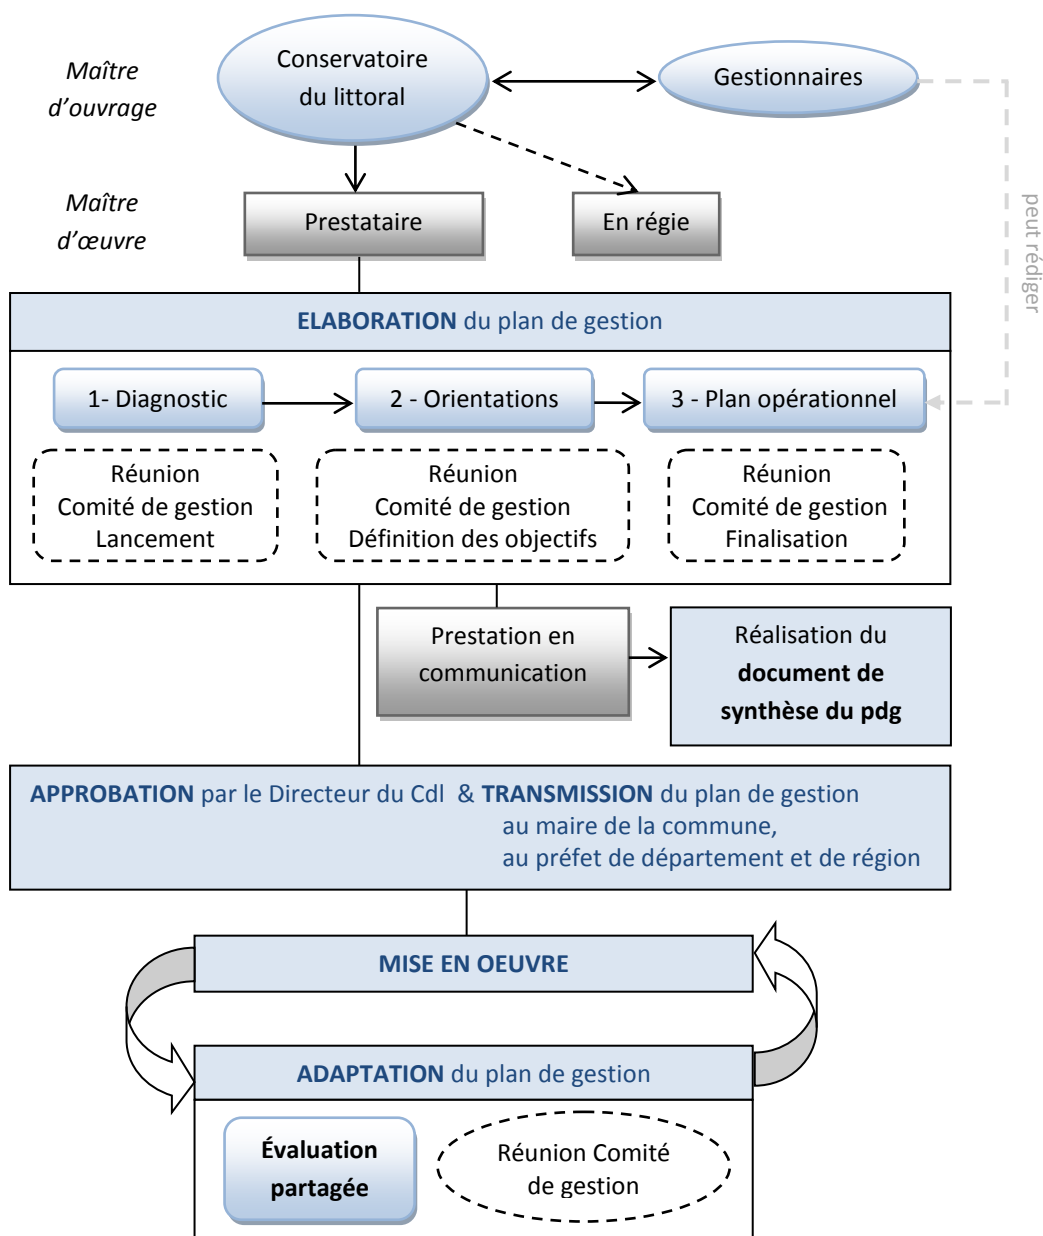 Maître
d'ouvrage
Conservatoire
du littoral
Gestionnaires
Maître
d'œuvre
Prestataire
En régie
peut rédiger
ELABORATION du plan de gestion
1- Diagnostic
2 - Orientations
3 - Plan opérationnel
Réunion
Comité de gestion
Lancement
Réunion
Comité de gestion
Définition des objectifs
Réunion
Comité de gestion
Finalisation
Prestation en
communication
Réalisation du
document de
synthèse du pdg
APPROBATION par le Directeur du Cdl & TRANSMISSION du plan de gestion
au maire de la commune,
au préfet de département et de région
MISE EN OEUVRE
ADAPTATION du plan de gestion
Évaluation
partagée
Réunion Comité
de gestion